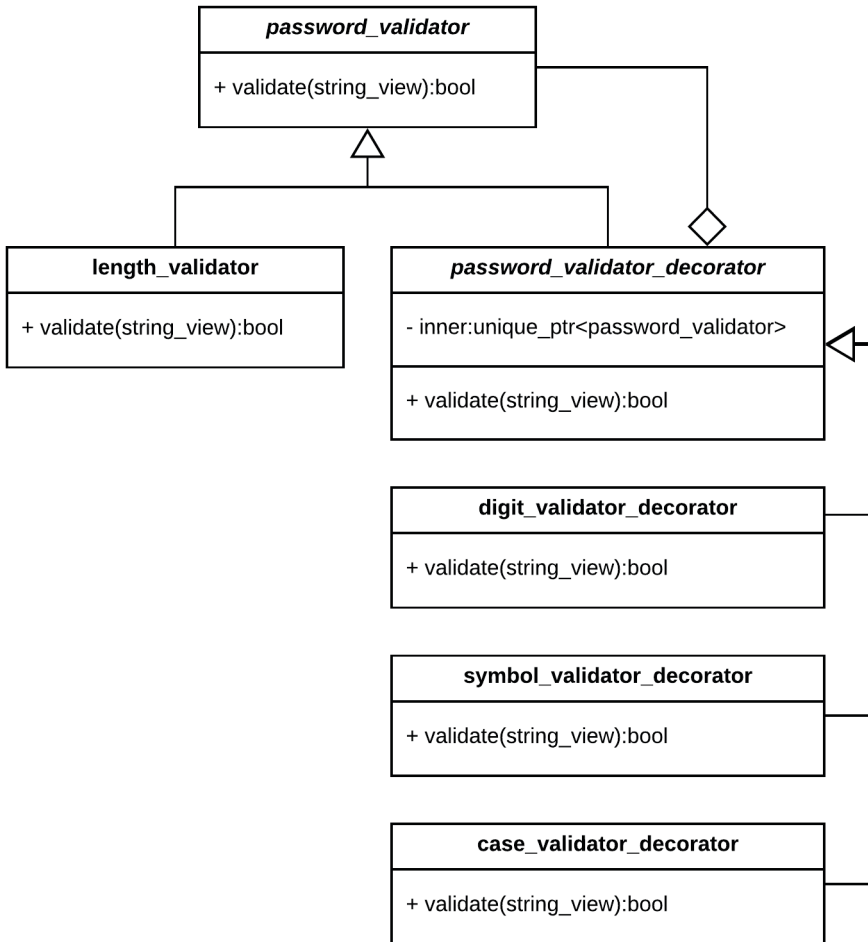 password_validator
+ validate(string_view):bool
length_validator
+ validate(string_view):bool
password_validator_decorator
- inner:unique_ptr<password_validator>
+ validate(string_view):bool
digit_validator_decorator
+ validate(string_view):bool
symbol_validator_decorator
+ validate(string_view):bool
case_validator_decorator
+ validate(string_view):bool